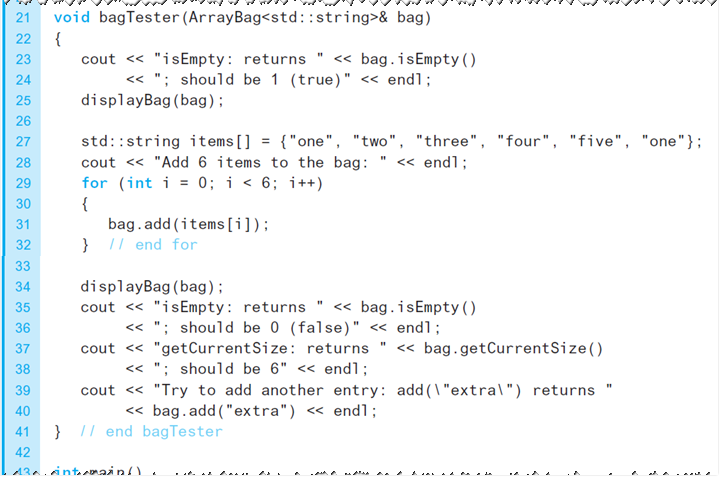 21 void bagTester(ArrayBag<std::string>& bag)
22 {
23    cout << "isEmpty: returns " << bag.isEmpty()
24         << "; should be 1 (true)" << endl;
25    displayBag(bag);
26
27    std::string items[] = {"one", "two", "three", "four", "five", "one"};
28    cout << "Add 6 items to the bag: " << endl;
29    for (int i = 0; i < 6; i++)
30    {
31       bag.add(items[i]);
32    }  // end for
33
34    displayBag(bag);
35    cout << "isEmpty: returns " << bag.isEmpty()
36         << "; should be 0 (false)" << endl;
37    cout << "getCurrentSize: returns " << bag.getCurrentSize()
38         << "; should be 6" << endl;
39    cout << "Try to add another entry: add(\"extra\") returns "
40         << bag.add("extra") << endl;
41 }  // end bagTester
42
43 int main()